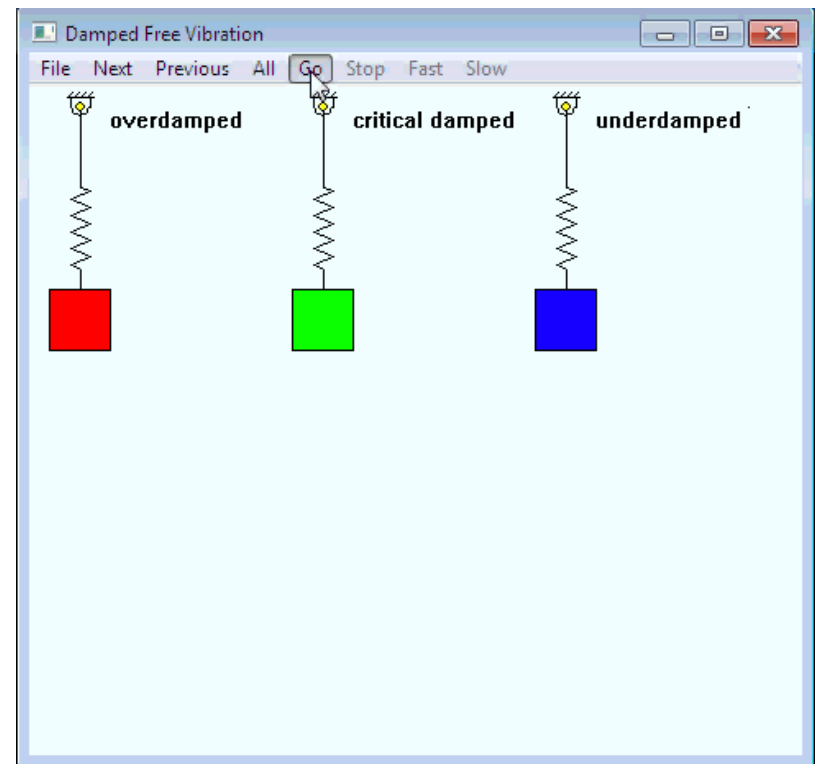 Damped Free Vibration
File Next Previous All Go Stop Fast Slow
overdamped critical damped underdamped